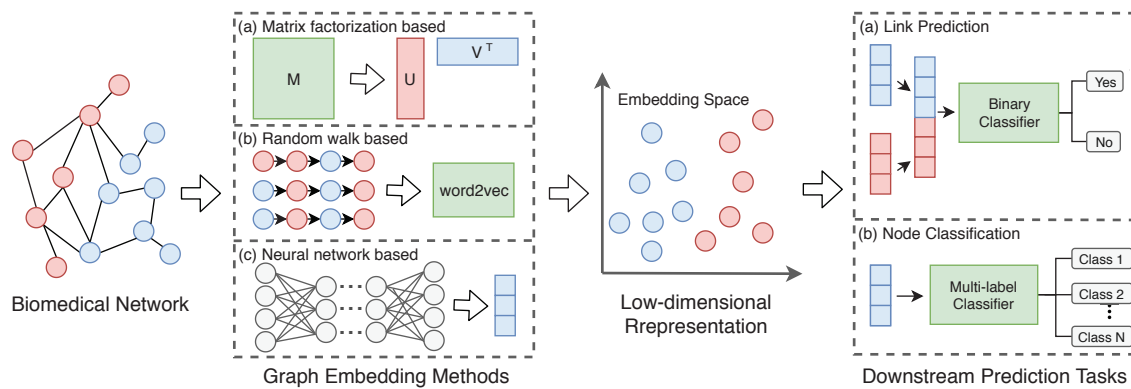 Biomedical Network
(a) Matrix factorization based
M
U
V T
(b) Random walk based
word2vec
(c) Neural network based
Graph Embedding Methods
Embedding Space
Low-dimensional
Rrepresentation
(a) Link Prediction
Binary
Classifier
Yes
No
(b) Node Classification
Multi-label
Classifier
Class 1
Class 2
Class N
Downstream Prediction Tasks